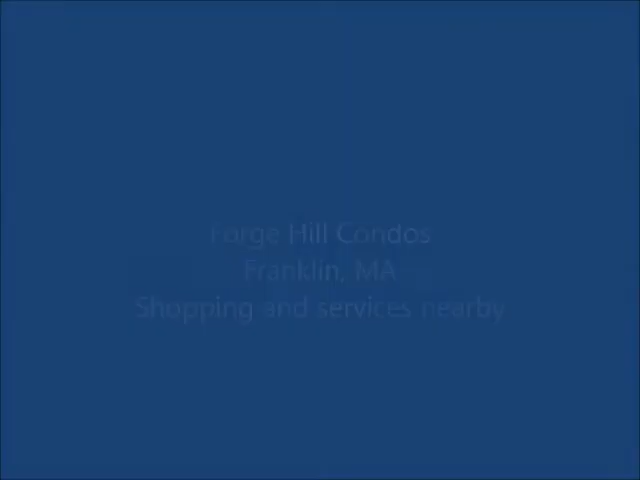 Forge Hill Condos
Franklin, MA
Shopping and services nearby